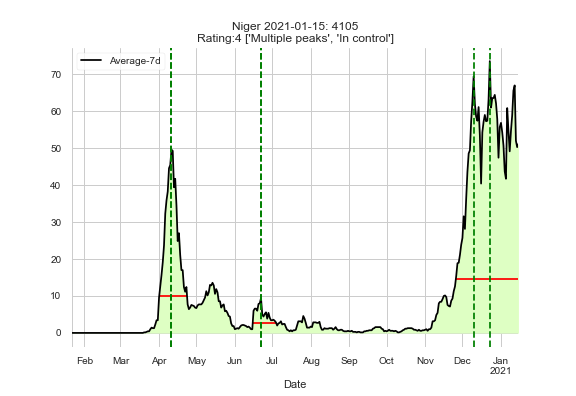 Niger 2021-01-15: 4105
Rating:4 ['Multiple peaks', 'In control']
Average-7d
70
60
50
40
30
20
10
0
Feb Mar Apr May Jun Jul Aug Sep Oct Nov Dec Jan
2021
Date